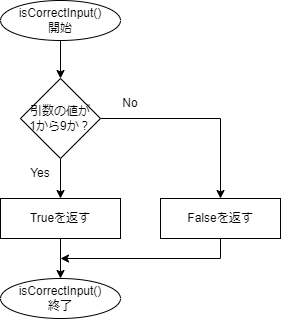 isCorrectInput()
開始
引数の値が
1から9か？
No
Yes
Trueを返す
Falseを返す
isCorrectInput()
終了